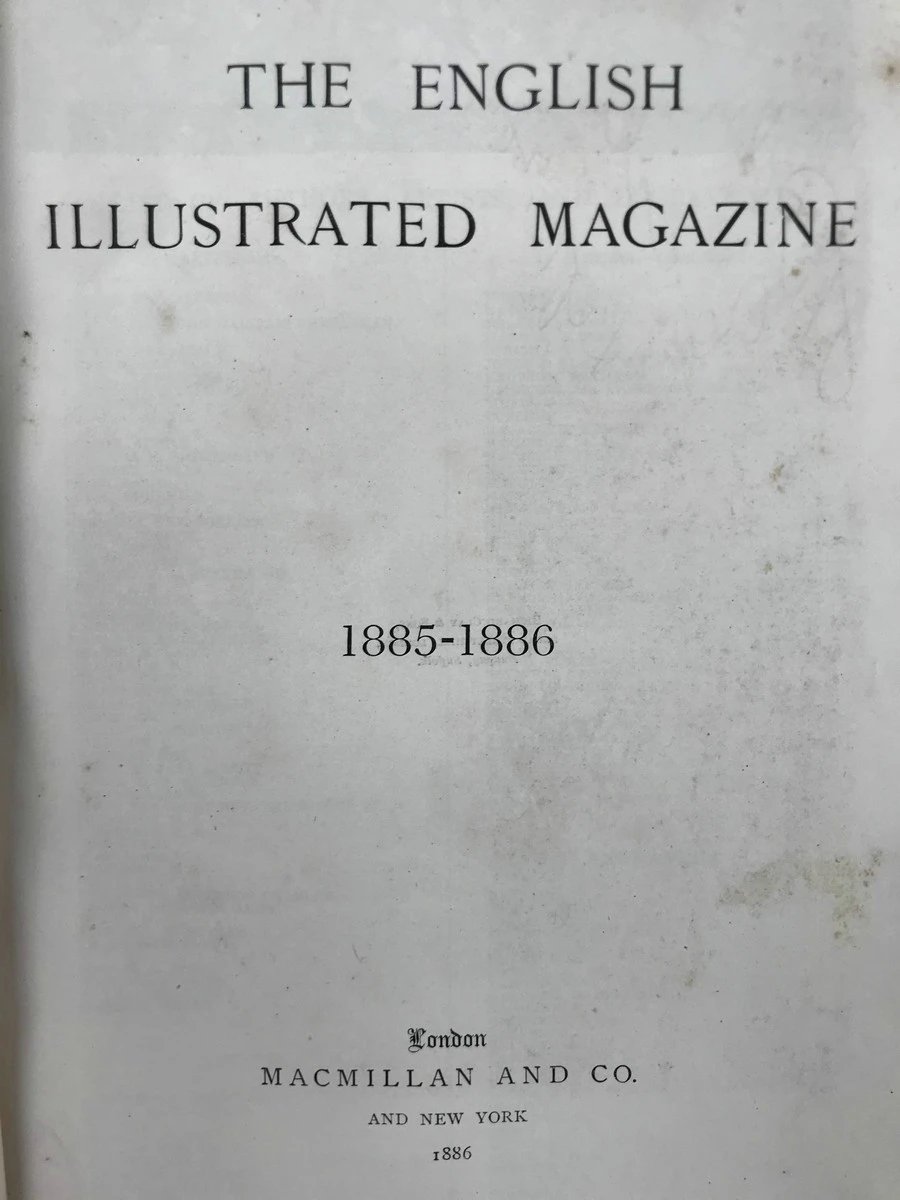 THE ENGLISH
ILLUSTRATED MAGAZINE
1885-1886
London
MACMILLAN AND CO.
AND NEW YORK
1886